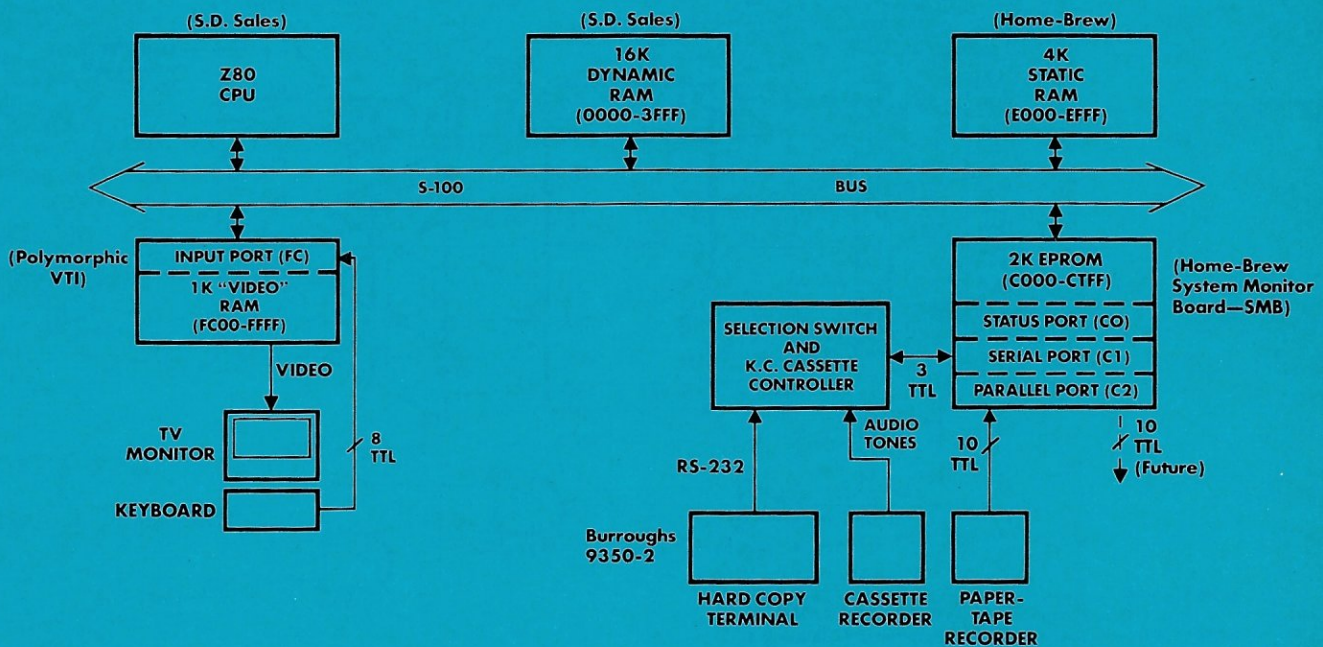 (S.D. Sales)
Z80
CPU
(S.D. Sales)
16K
DYNAMIC
RAM
(0000-3FFF)
(Home-Brew)
4K
STATIC
RAM
(E000-EFFF)
S-100 BUS
(Polymorphic
VTI)
INPUT PORT (FC)
1K "VIDEO"
RAM
(FC00-FFFF)
VIDEO
TV
MONITOR
KEYBOARD
8
TTL
SELECTION SWITCH
AND
K.C. CASSETTE
CONTROLLER
3
TTL
2K EPROM
(C000-CTFF)
STATUS PORT (CO)
SERIAL PORT (C1)
PARALLEL PORT (C2)
(Home-Brew
System Monitor
Board—SMB)
RS-232
AUDIO
TONES
10
TTL
10
TTL
(Future)
Burroughs
9350-2
HARD COPY
TERMINAL
CASSETTE
RECORDER
PAPER-
TAPE
RECORDER